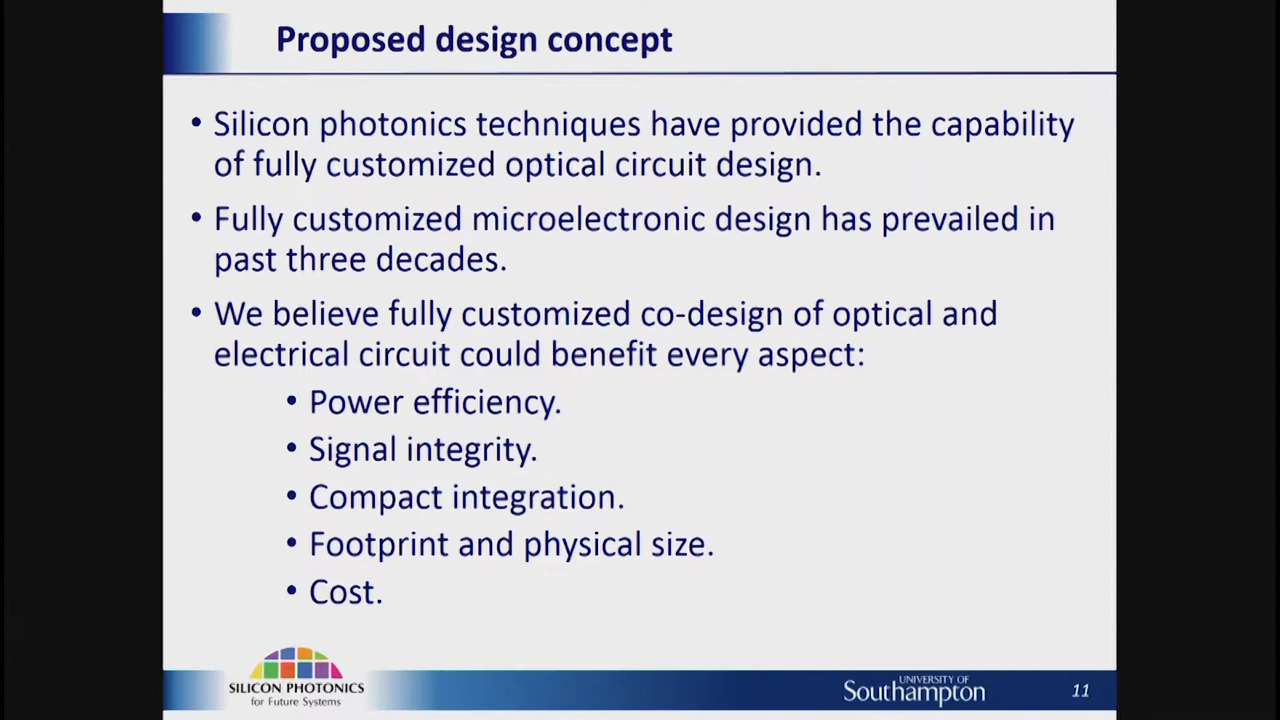 Proposed design concept
• Silicon photonics techniques have provided the capability
of fully customized optical circuit design.
• Fully customized microelectronic design has prevailed in
past three decades.
• We believe fully customized co-design of optical and
electrical circuit could benefit every aspect:
• Power efficiency.
• Signal integrity.
• Compact integration.
• Footprint and physical size.
• Cost.
SILICON PHOTONICS
for Future Systems
UNIVERSITY OF
Southampton
11